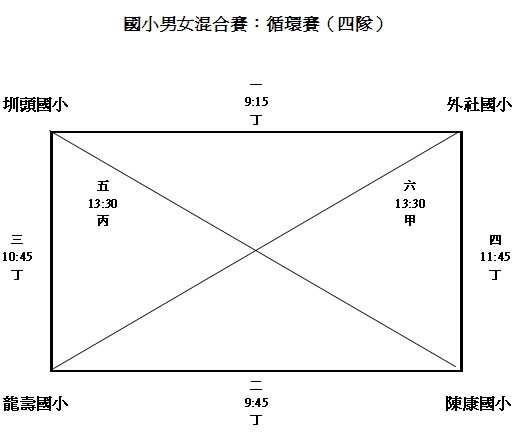 國小男女混合賽：循環賽（四隊）
一
9:15
丁
圳頭國小
外社國小
五
13:30
丙
六
13:30
甲
三
10:45
丁
四
11:45
丁
二
9:45
丁
龍壽國小
陳康國小